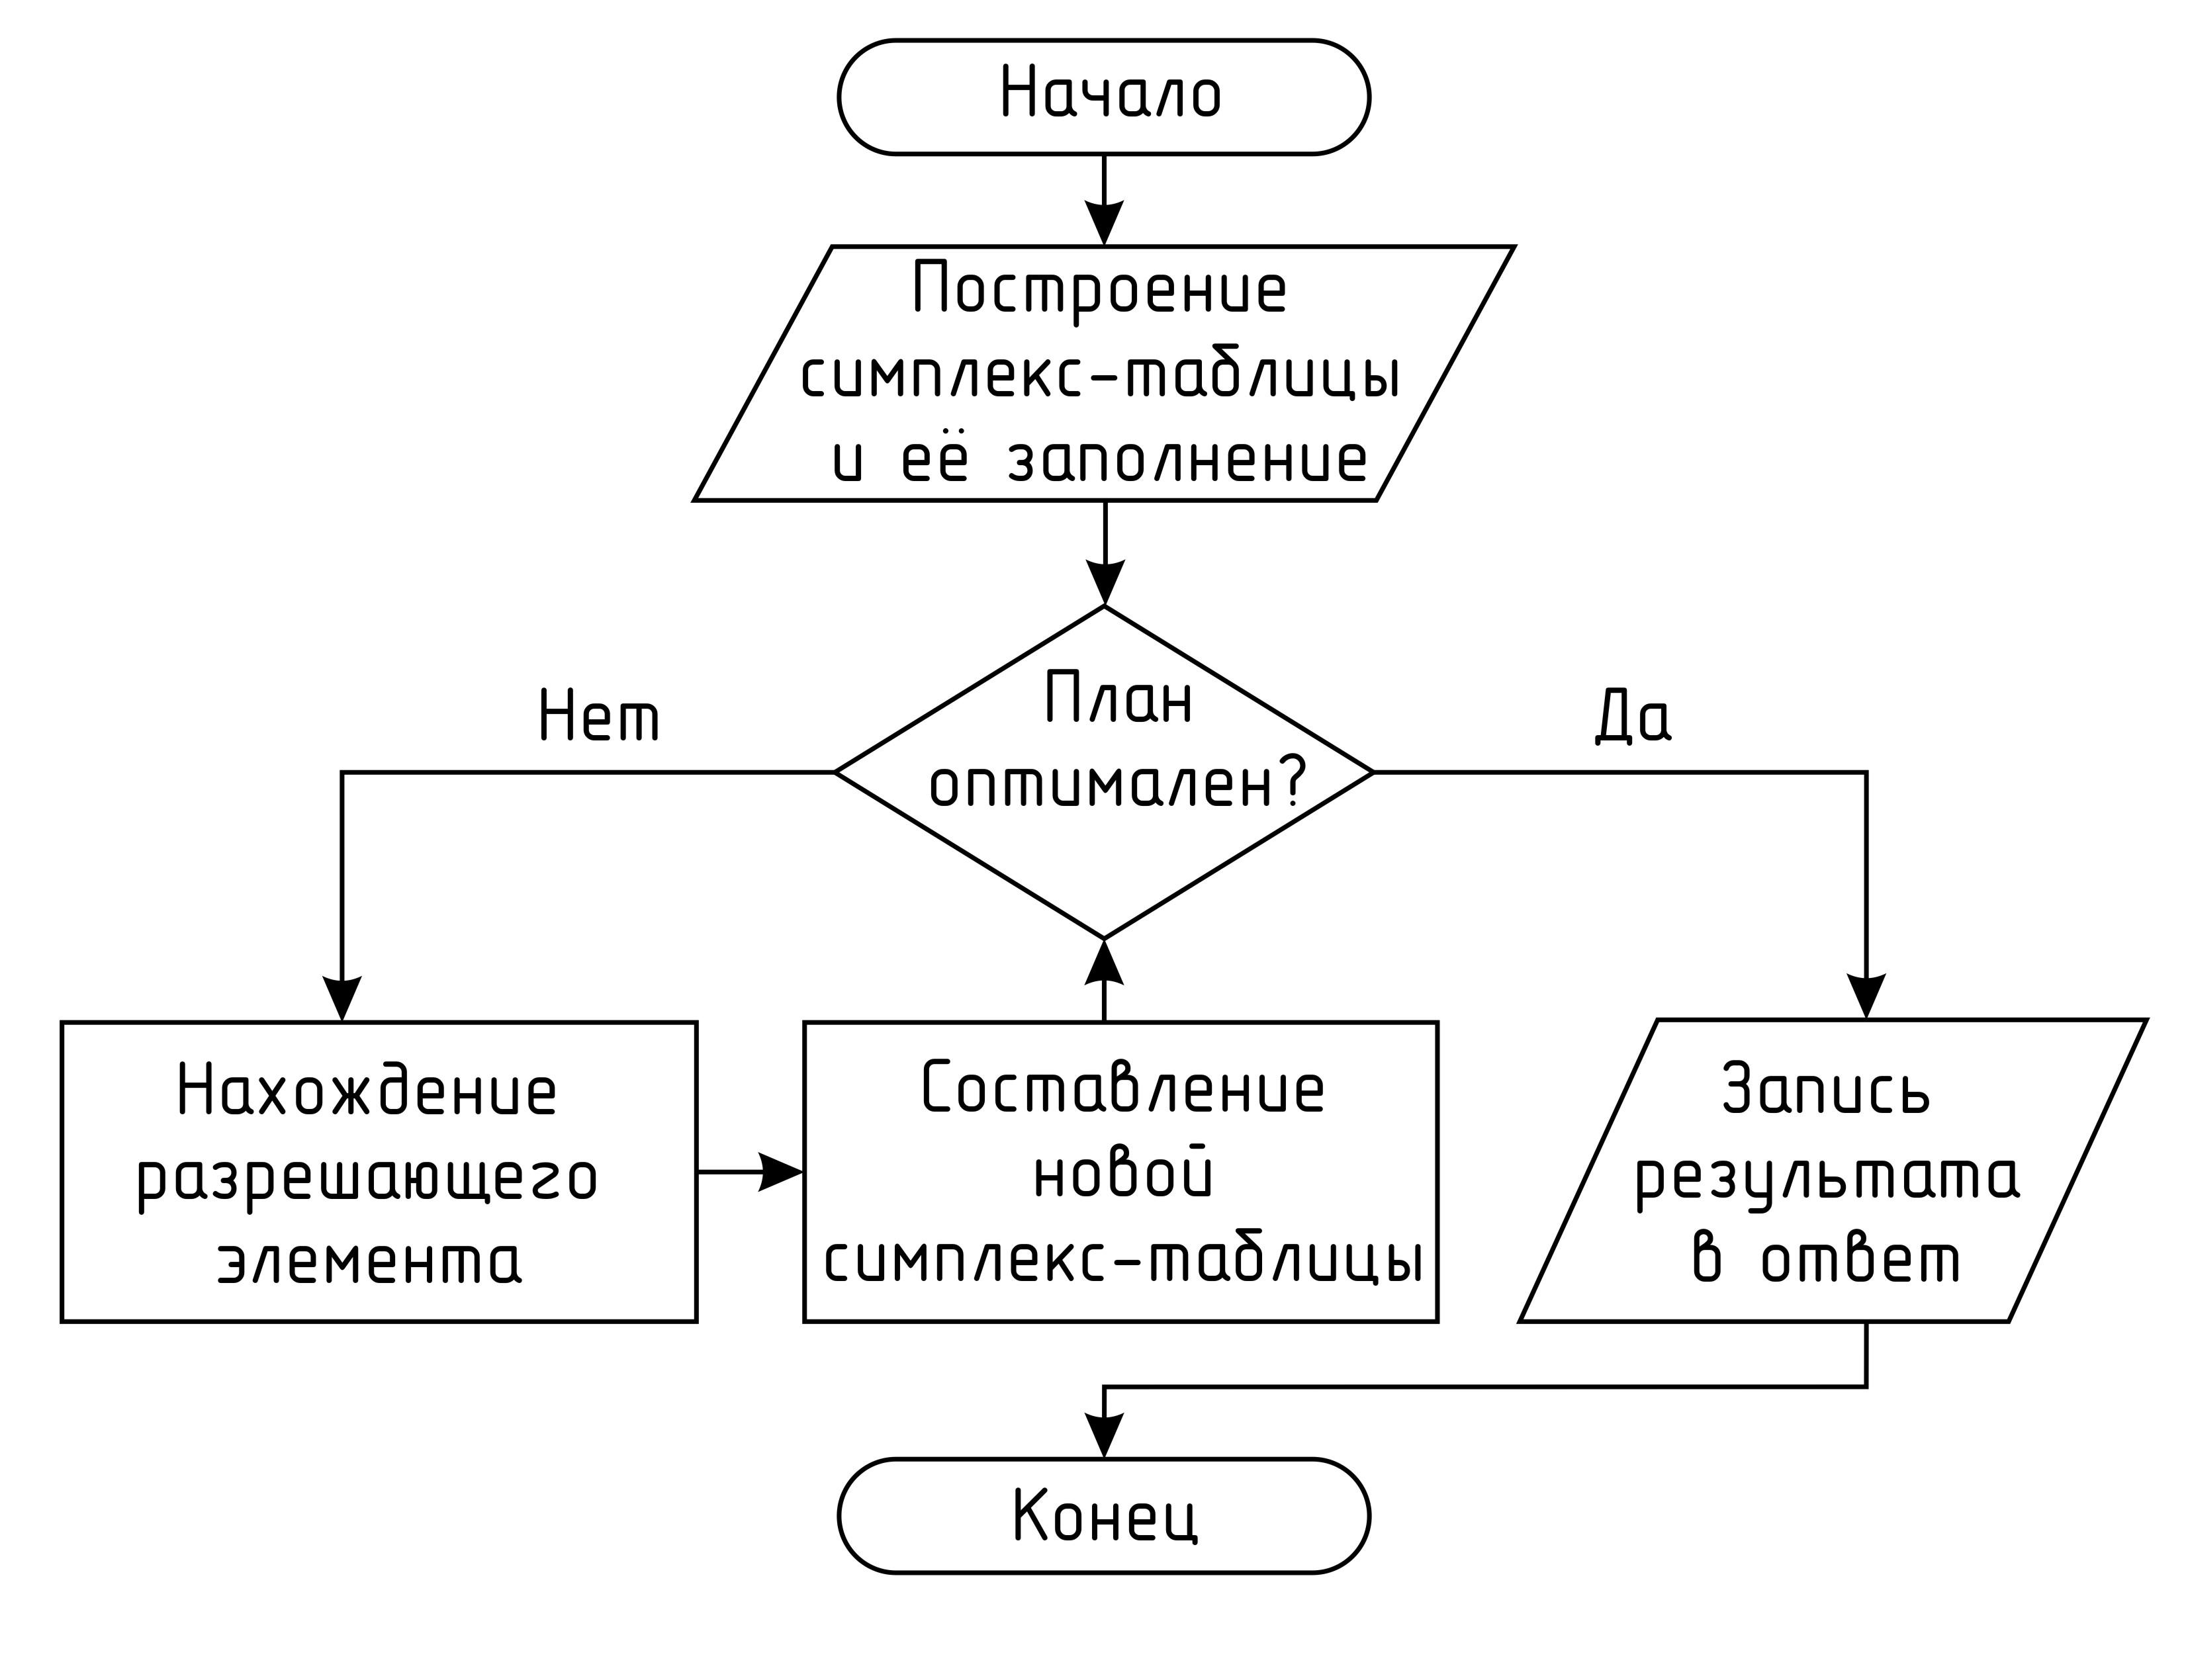 Начало
Построение
симплекс-таблицы
и её заполнение
План
оптимален?
Нет
Да
Нахождение
разрешающего
элемента
Составление
новой
симплекс-таблицы
Запись
результата
в ответ
Конец